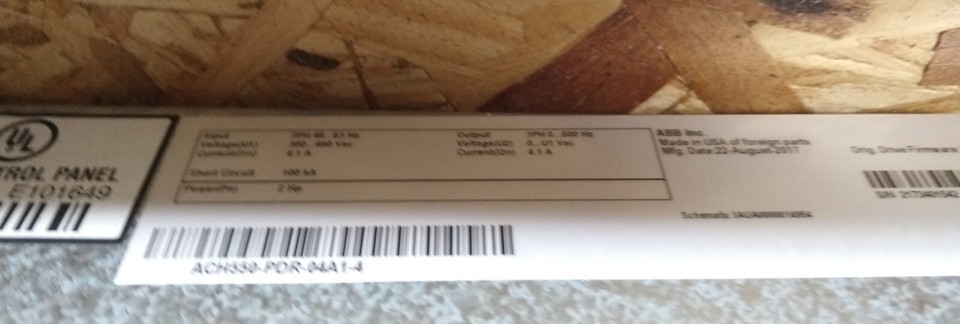 UL
TROL PANEL
E101649
Input 3PH 48..63 Hz
Voltage(U1) 380..480 Vac
Current(I1n) 4.1 A
Short Circuit 100 kA
Power(Pn) 2 Hp
Output 3PH 0..500 Hz
Voltage(U2) 0..U1 Vac
Current(I2n) 4.1 A
ABB Inc.
Made in USA of foreign parts
Mfg. Date:22-August-2017
Schematic
Orig. Drive Firmware:
S/N
ACH550-PDR-04A1-4